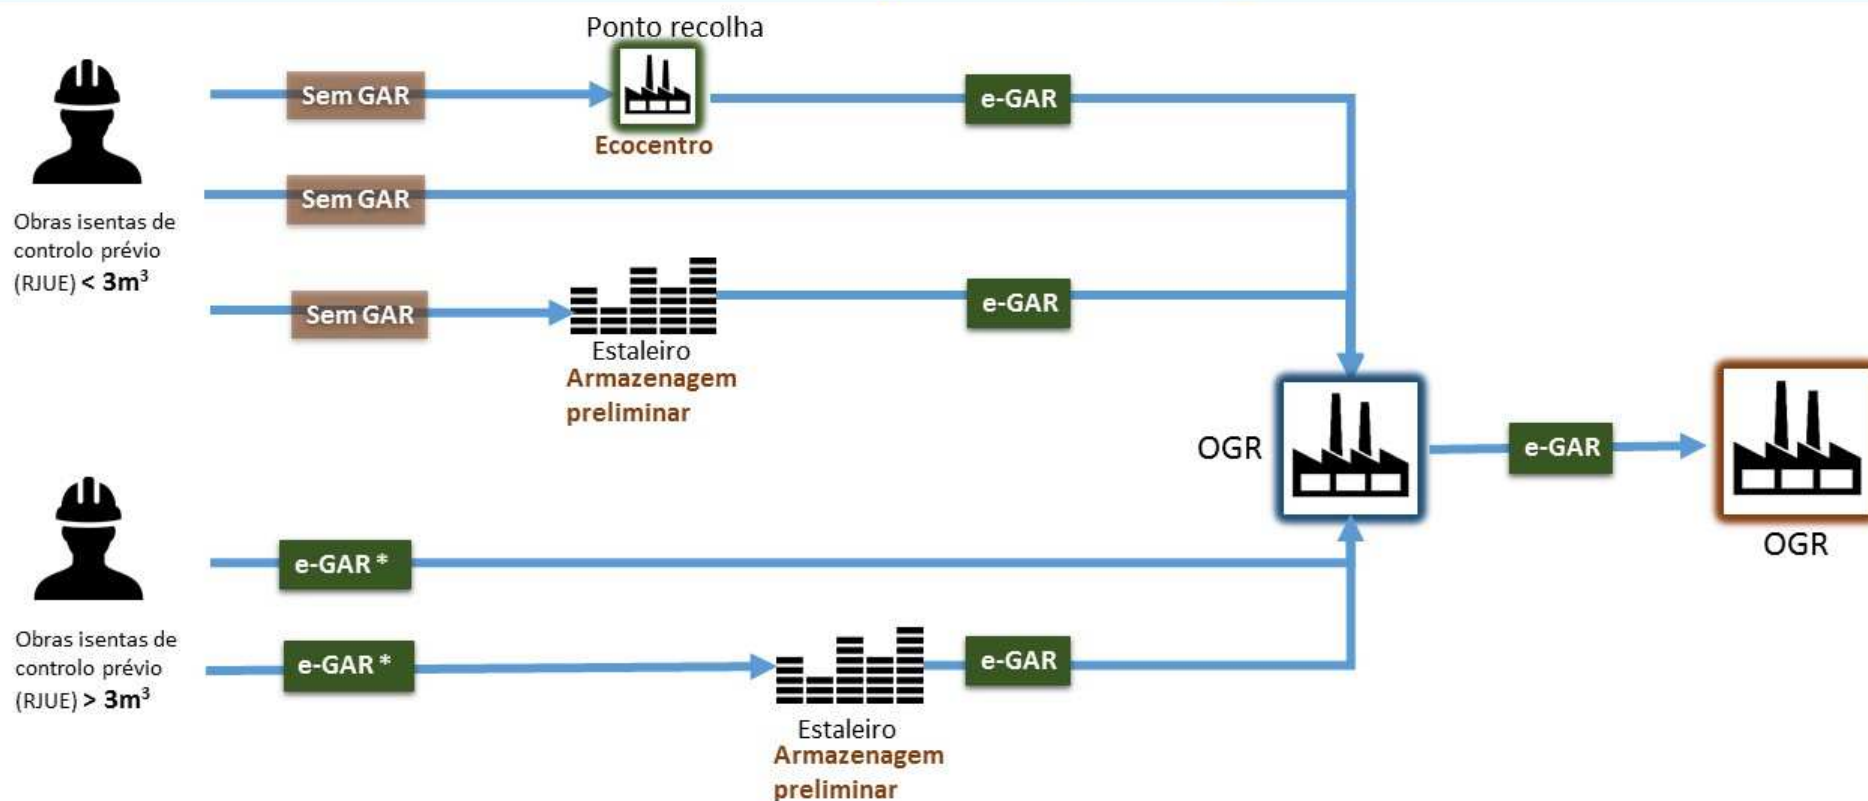 Ponto recolha
Sem GAR
e-GAR
Ecocentro
Sem GAR
Obras isentas de
controlo prévio
(RJUE) < 3m³
Sem GAR
e-GAR
Estaleiro
Armazenagem
preliminar
OGR
e-GAR
OGR
e-GAR *
Obras isentas de
controlo prévio
(RJUE) > 3m³
e-GAR *
e-GAR
Estaleiro
Armazenagem
preliminar